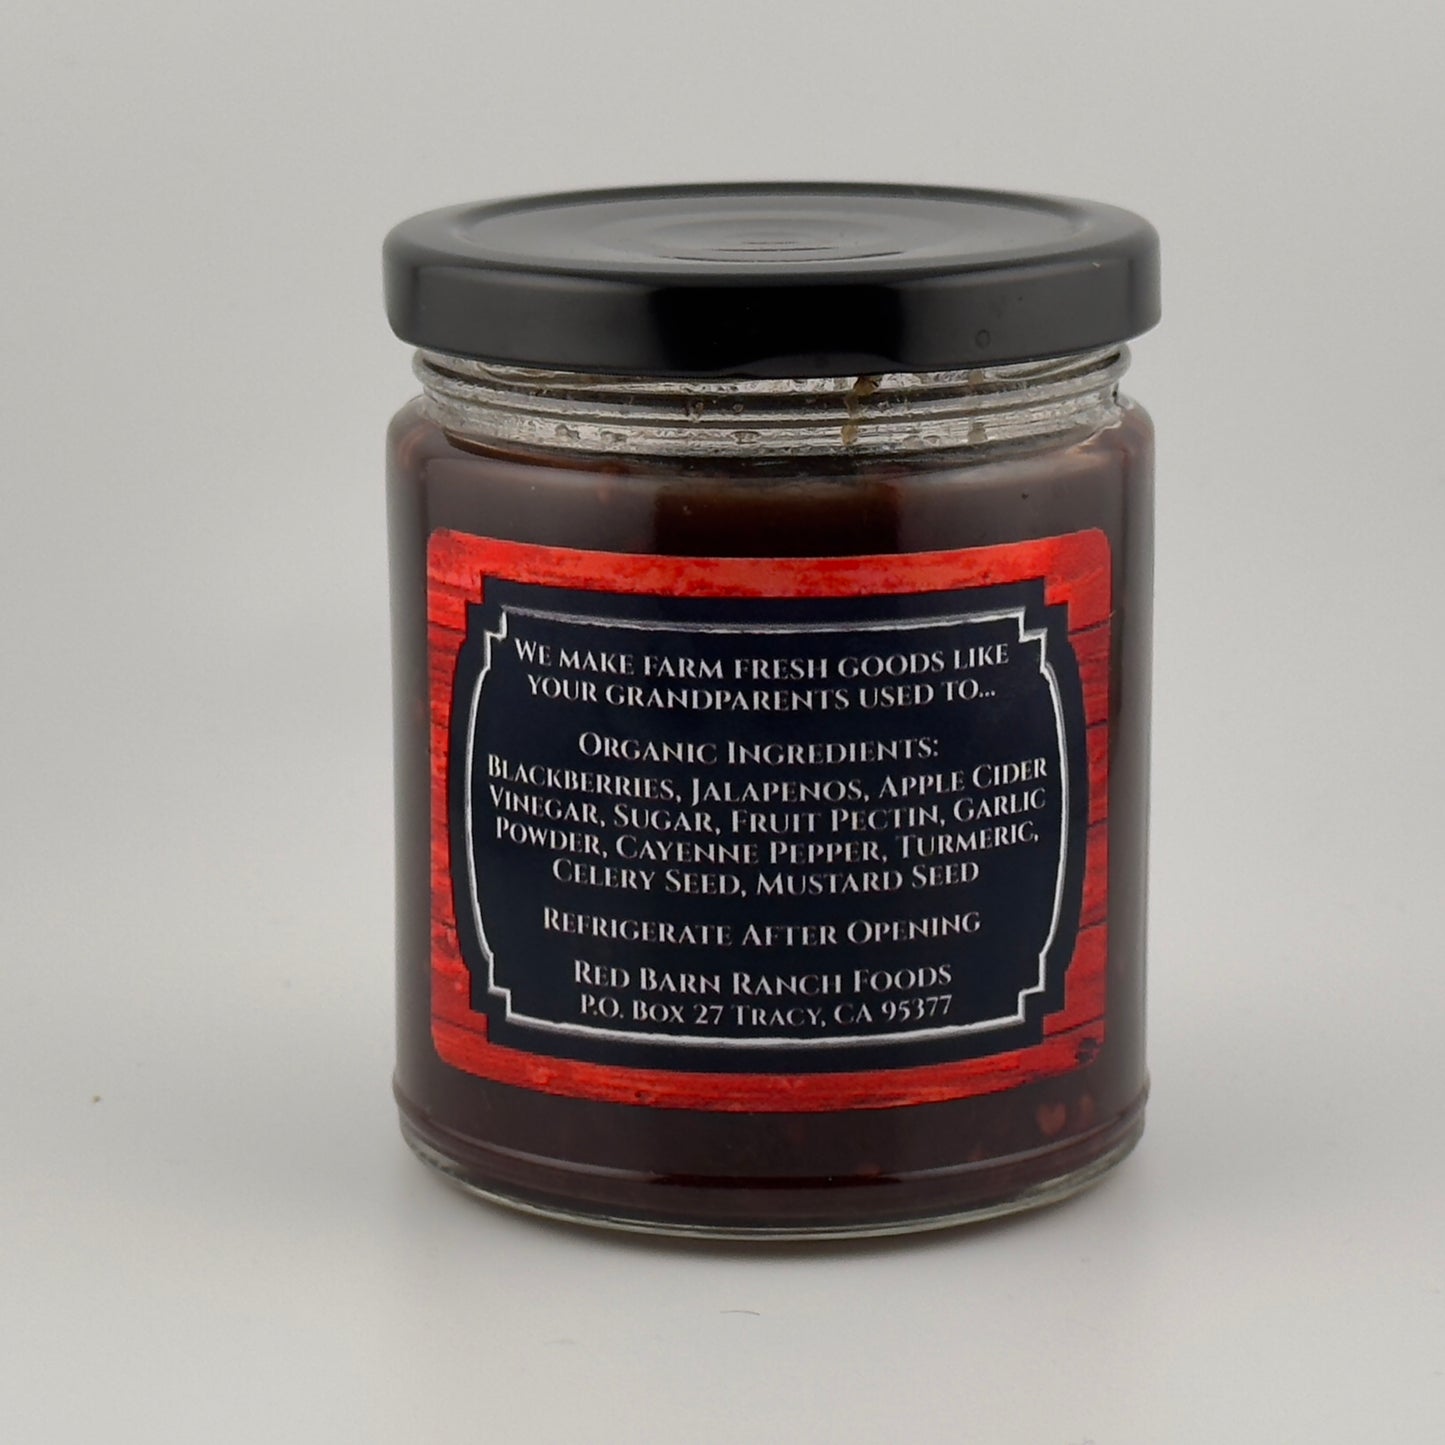 WE MAKE FARM FRESH GOODS LIKE
YOUR GRANDPARENTS USED TO...
ORGANIC INGREDIENTS:
BLACKBERRIES, JALAPENOS, APPLE CIDER
VINEGAR, SUGAR, FRUIT PECTIN, GARLIC
POWDER, CAYENNE PEPPER, TURMERIC,
CELERY SEED, MUSTARD SEED
REFRIGERATE AFTER OPENING
RED BARN RANCH FOODS
P.O. BOX 27 TRACY, CA 95377